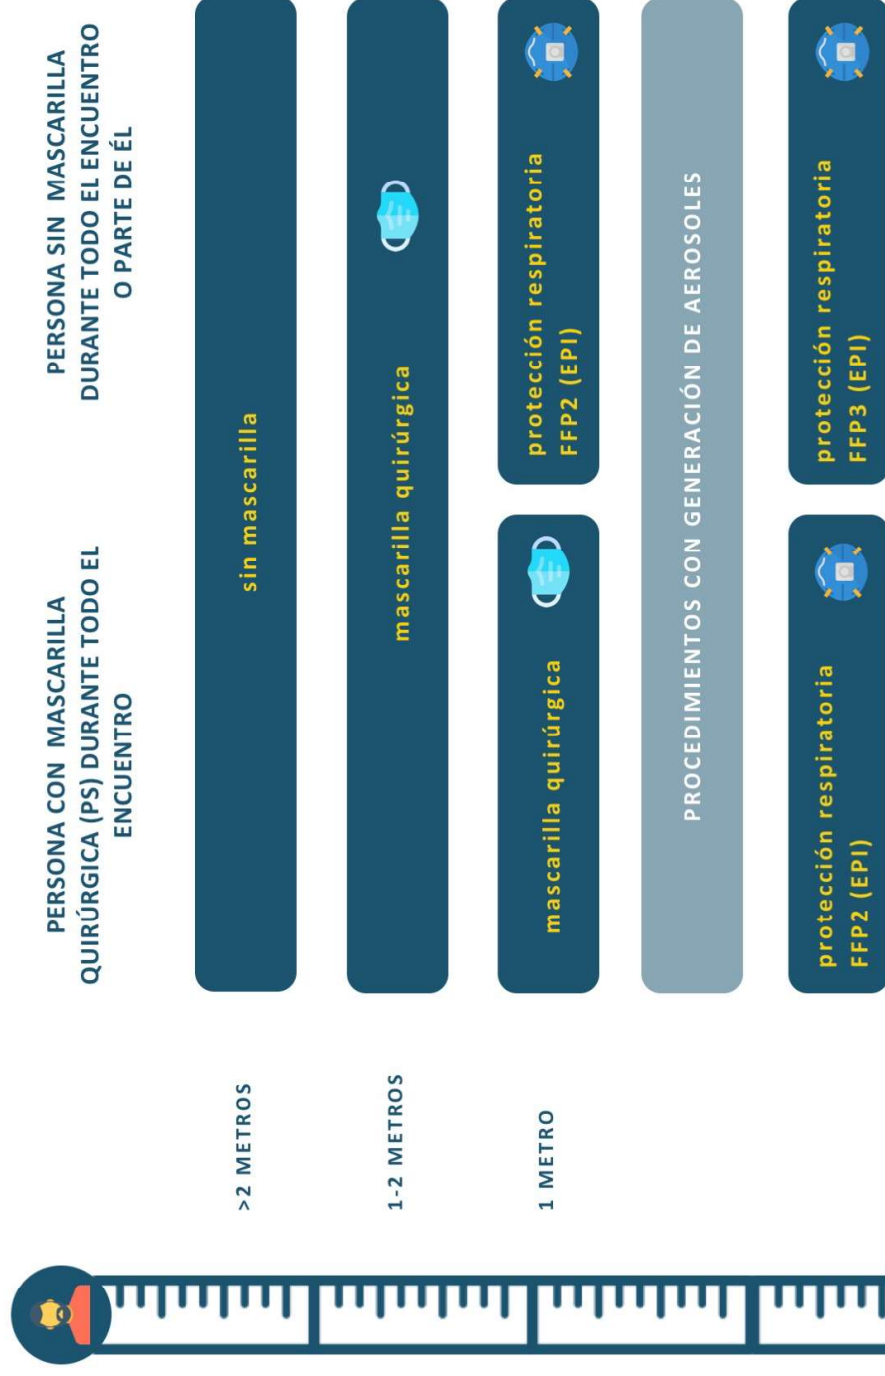 PERSONA CON MASCARILLA
QUIRÚRGICA (PS) DURANTE TODO EL
ENCUENTRO
PERSONA SIN MASCARILLA
DURANTE TODO EL ENCUENTRO
O PARTE DE ÉL
>2 METROS
sin mascarilla
1-2 METROS
mascarilla quirúrgica
1 METRO
mascarilla quirúrgica
protección respiratoria
FFP2 (EPI)
PROCEDIMIENTOS CON GENERACIÓN DE AEROSOLES
protección respiratoria
FFP2 (EPI)
protección respiratoria
FFP3 (EPI)